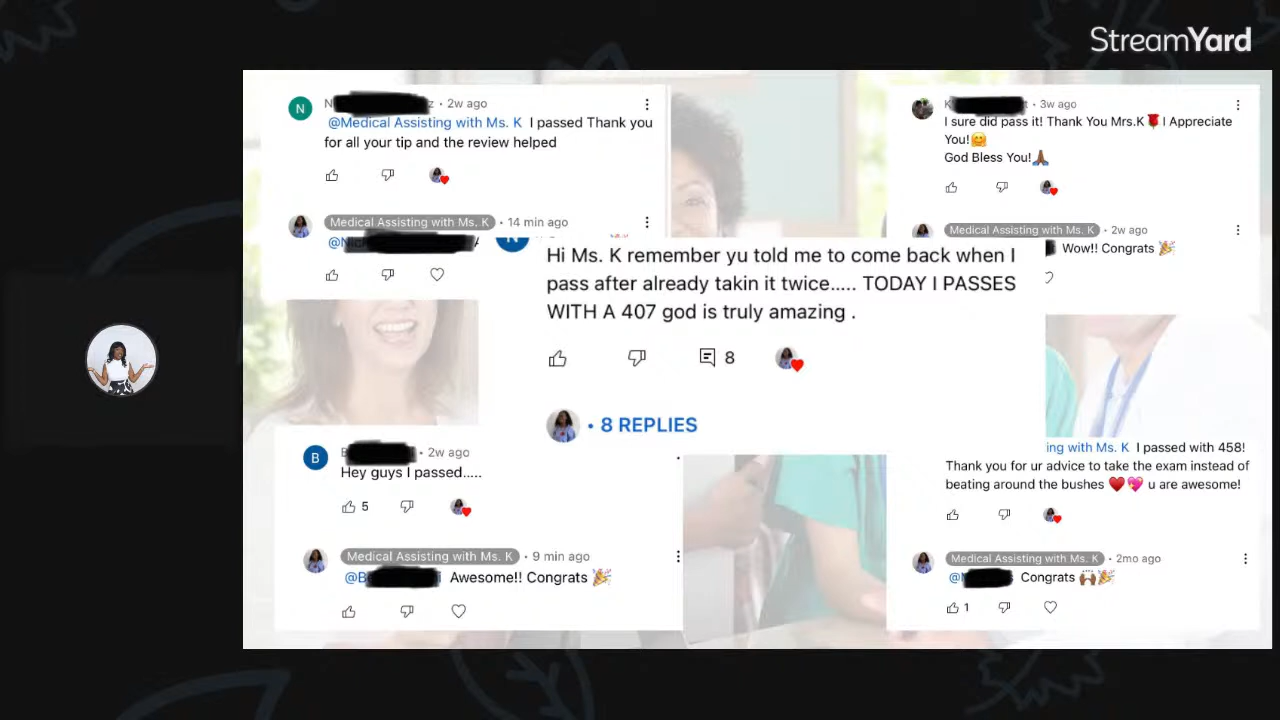 StreamYard
N
N z • 2w ago
@Medical Assisting with Ms. K I passed Thank you
for all your tip and the review helped
Medical Assisting with Ms. K • 14 min ago
@Nic
K t • 3w ago
I sure did pass it! Thank You Mrs.K🌹I Appreciate
You!🤗
God Bless You!🙏🏾
Medical Assisting with Ms. K • 2w ago
Wow!! Congrats 🎉
Hi Ms. K remember yu told me to come back when I
pass after already takin it twice..... TODAY I PASSES
WITH A 407 god is truly amazing .
8
• 8 REPLIES
B
• 2w ago
Hey guys I passed.....
5
Medical Assisting with Ms. K • 9 min ago
@B Awesome!! Congrats 🎉
ing with Ms. K I passed with 458!
Thank you for ur advice to take the exam instead of
beating around the bushes ❤️💖 u are awesome!
Medical Assisting with Ms. K • 2mo ago
@N s Congrats 🙌🏾🎉
1